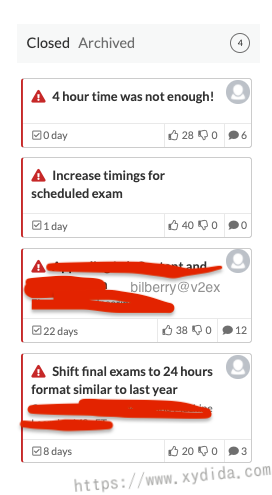 Closed Archived 4
4 hour time was not enough!
0 day 28 0 6
Increase timings for
scheduled exam
1 day 40 0 0
and
bilberry@v2ex
22 days 38 0 12
Shift final exams to 24 hours
format similar to last year
8 days 20 0 3
https://www.xydida.com